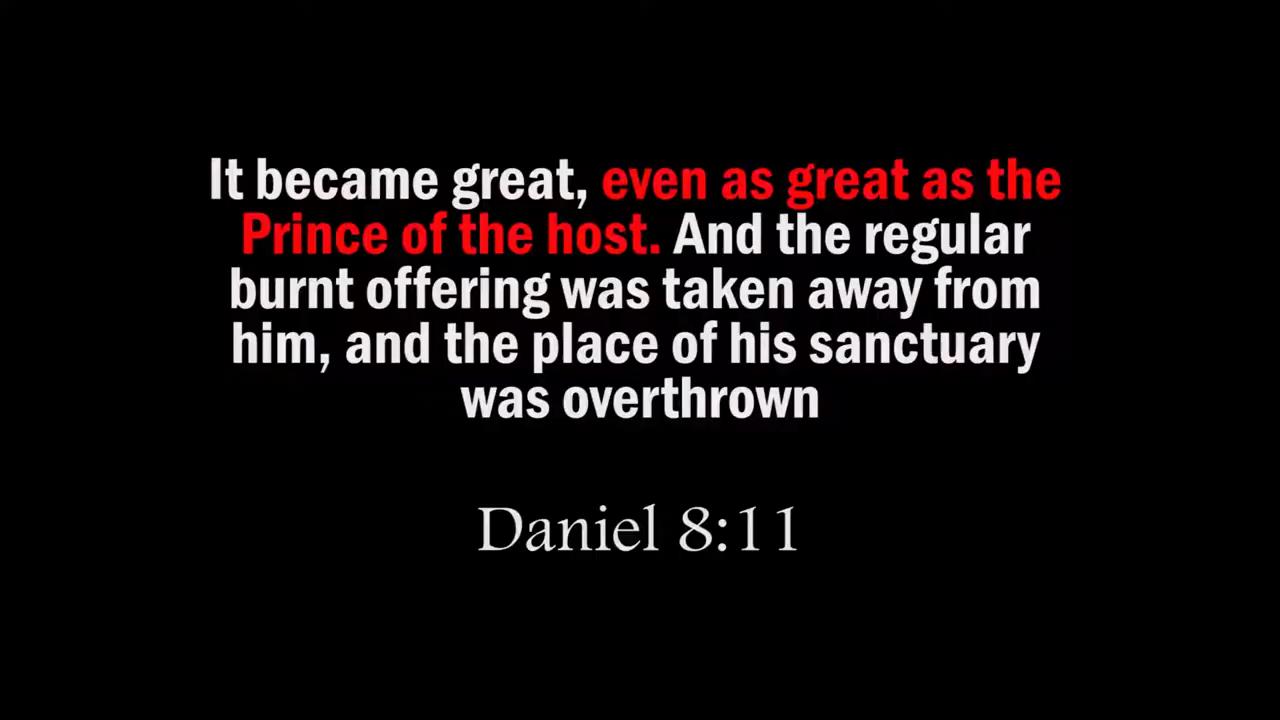 It became great, even as great as the
Prince of the host. And the regular
burnt offering was taken away from
him, and the place of his sanctuary
was overthrown
Daniel 8:11